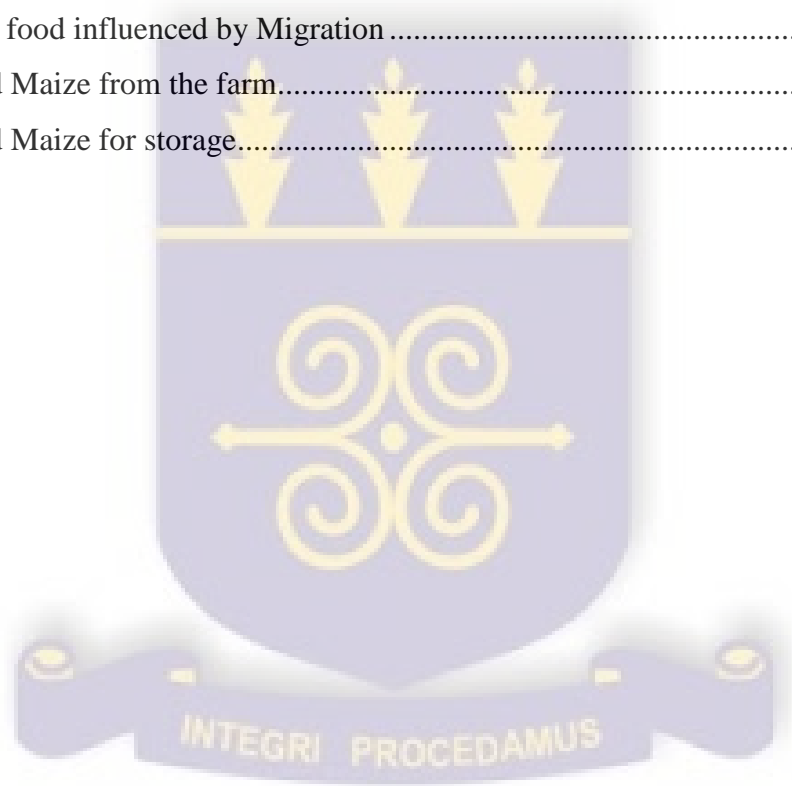 food influenced by Migration................................................
Maize from the farm...............................................................
Maize for storage....................................................................
INTEGRI PROCEDAMUS